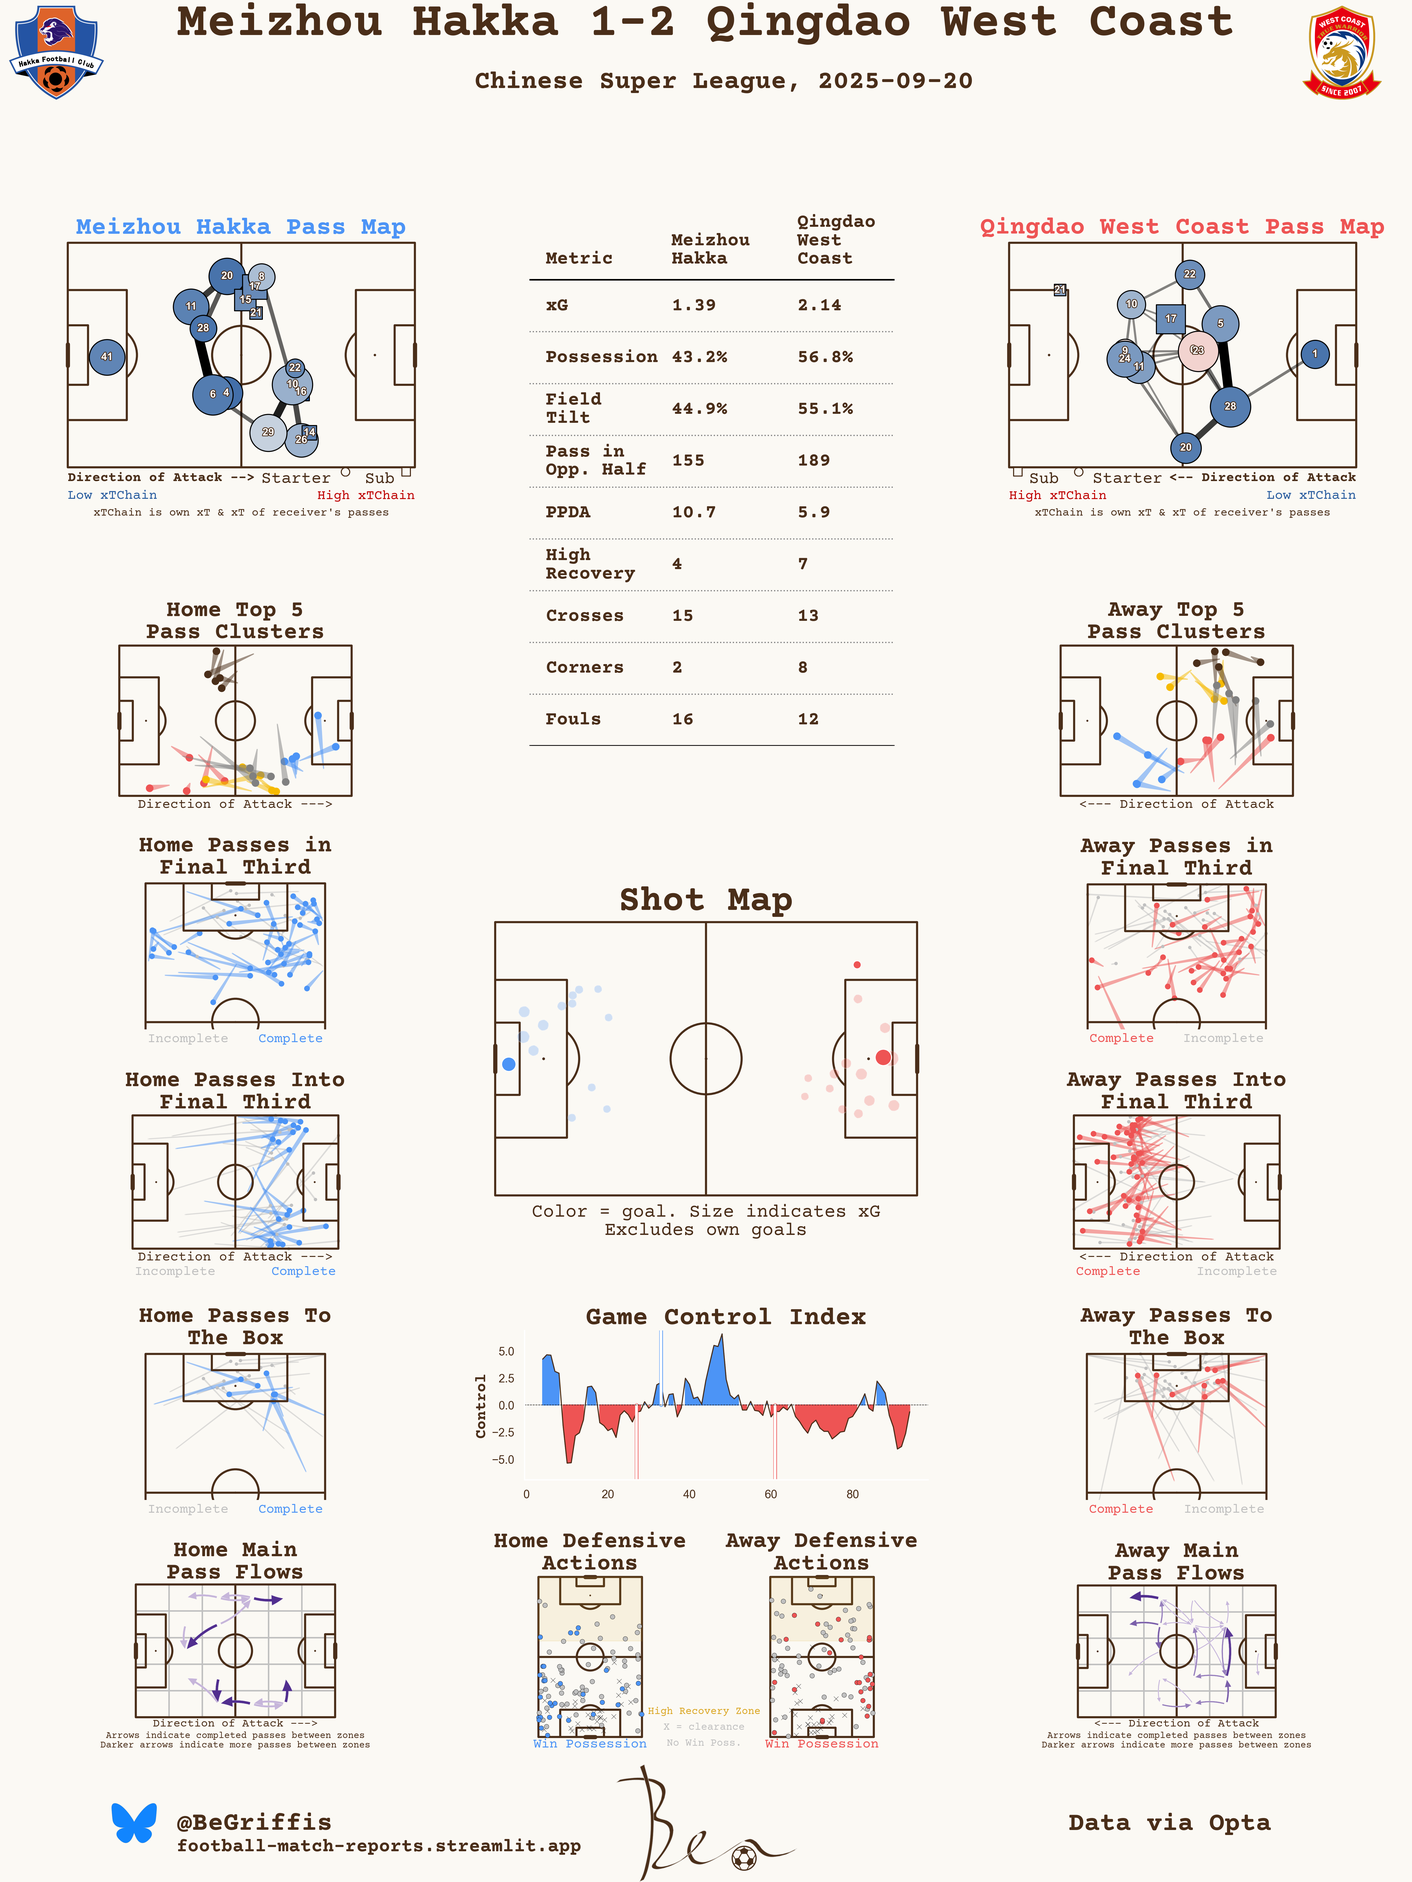 Meizhou Hakka 1-2 Qingdao West Coast
Chinese Super League, 2025-09-20
Hakka Football Club
WEST COAST
TRUE WARRIOR
SINCE 2007
Meizhou Hakka Pass Map
20
8
17
15
21
11
28
41
22
10
16
6
4
29
14
26
Direction of Attack -->
Starter
Sub
Low xTChain
High xTChain
xTChain is own xT & xT of receiver's passes
Metric
Meizhou
Hakka
Qingdao
West
Coast
xG 1.39 2.14
Possession 43.2% 56.8%
Field
Tilt
44.9% 55.1%
Pass in
Opp. Half
155 189
PPDA 10.7 5.9
High
Recovery
4 7
Crosses 15 13
Corners 2 8
Fouls 16 12
Qingdao West Coast Pass Map
21
22
10
17
5
9
24
11
23
1
28
20
Sub
Starter
<-- Direction of Attack
High xTChain
Low xTChain
xTChain is own xT & xT of receiver's passes
Home Top 5
Pass Clusters
Direction of Attack --->
Away Top 5
Pass Clusters
<--- Direction of Attack
Home Passes in
Final Third
Incomplete
Complete
Shot Map
Color = goal. Size indicates xG
Excludes own goals
Away Passes in
Final Third
Complete
Incomplete
Home Passes Into
Final Third
Direction of Attack --->
Incomplete
Complete
Away Passes Into
Final Third
<--- Direction of Attack
Complete
Incomplete
Home Passes To
The Box
Incomplete
Complete
Game Control Index
Control
5.0
2.5
0.0
−2.5
−5.0
0 20 40 60 80
Away Passes To
The Box
Complete
Incomplete
Home Main
Pass Flows
Direction of Attack --->
Arrows indicate completed passes between zones
Darker arrows indicate more passes between zones
Home Defensive
Actions
Win Possession
High Recovery Zone
X = clearance
No Win Poss.
Away Defensive
Actions
Win Possession
Away Main
Pass Flows
<--- Direction of Attack
Arrows indicate completed passes between zones
Darker arrows indicate more passes between zones
@BeGriffis
football-match-reports.streamlit.app
Ben
Data via Opta